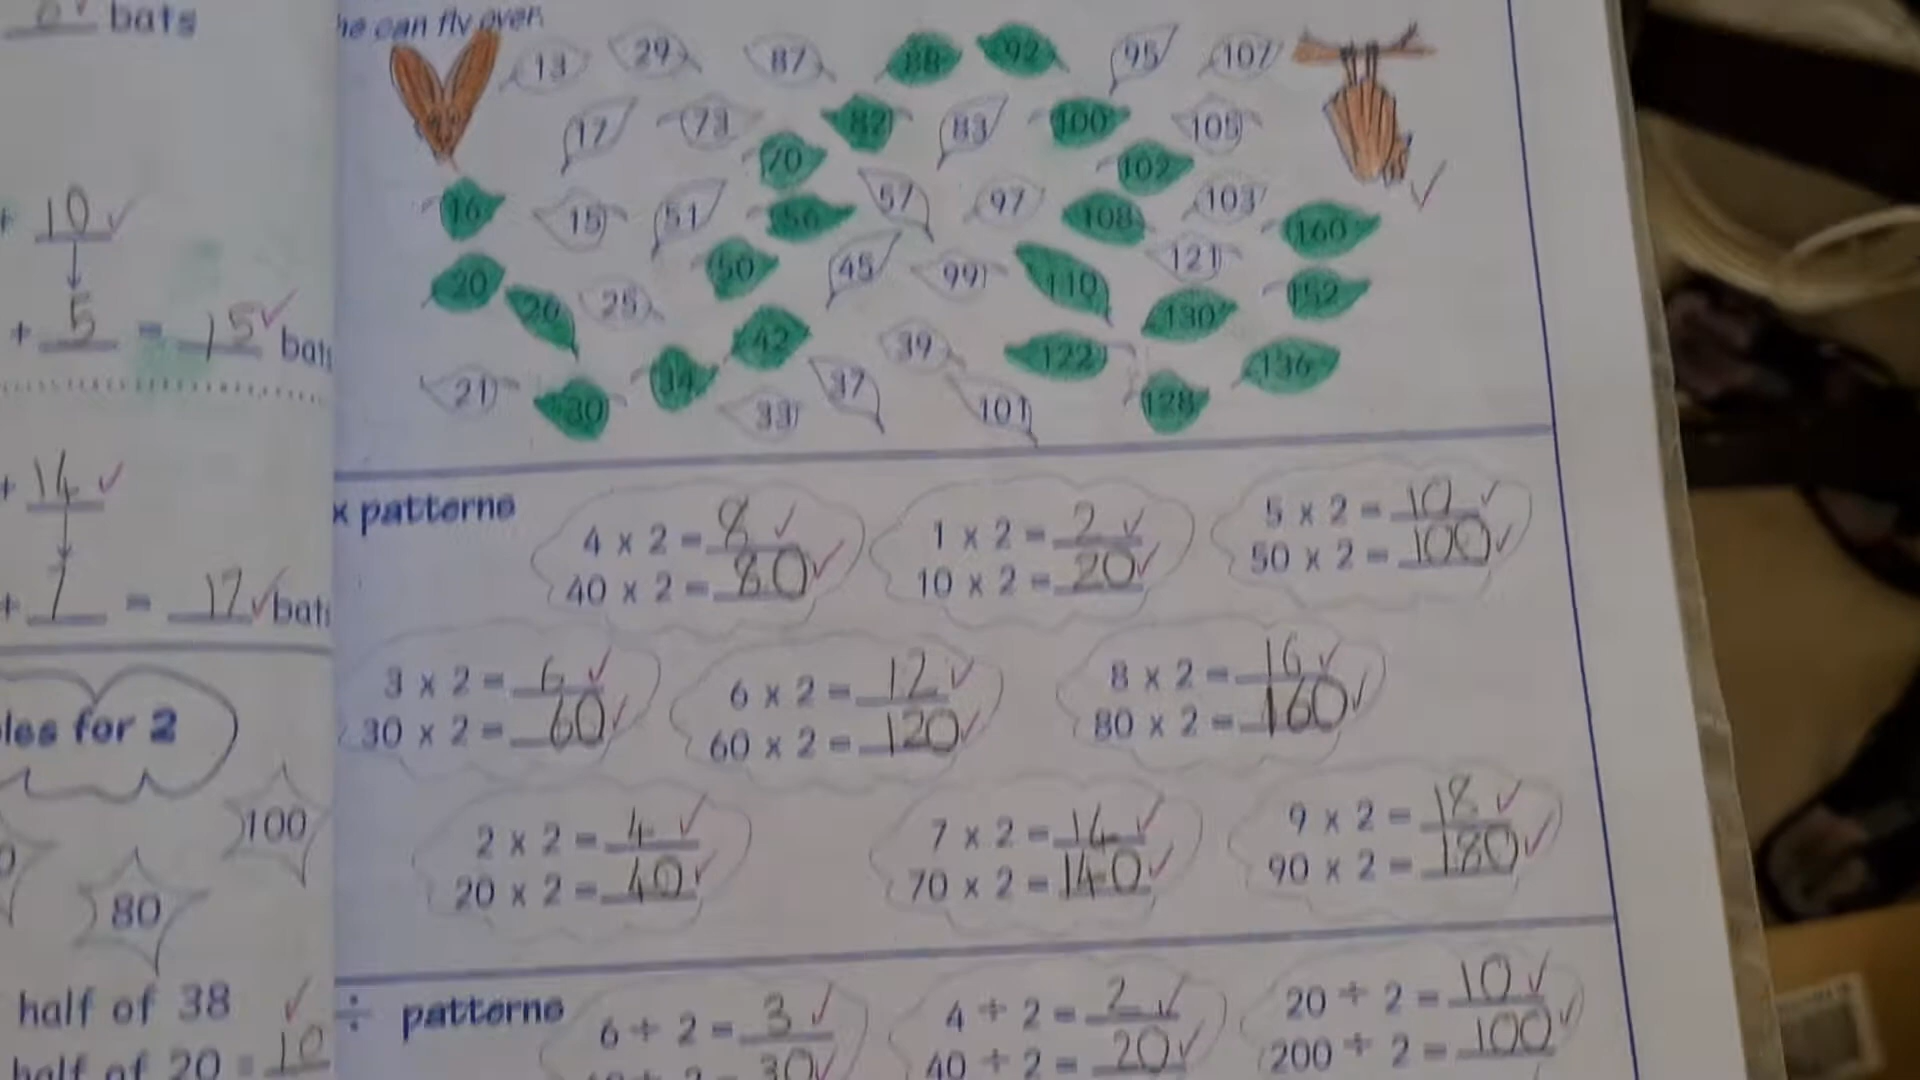 bats
he can fly over.
13 29 87 88 92 95 107
17 73 82 83 100 105
70 102
16 15 51 56 57 97 108 103 160
20 26 25 50 45 99 110 121 130 152
42 39 122 136
21 30 34 33 37 101 128
+ 10
+ 5 = 15 bats
+ 14
+ = 17 bats
les for 2
100
80
half of 38
half of 20 = 10
x patterns
4 x 2 = 8
40 x 2 = 80
1 x 2 = 2
10 x 2 = 20
5 x 2 = 10
50 x 2 = 100
3 x 2 = 6
30 x 2 = 60
6 x 2 = 12
60 x 2 = 120
8 x 2 = 16
80 x 2 = 160
2 x 2 = 4
20 x 2 = 40
7 x 2 = 14
70 x 2 = 140
9 x 2 = 18
90 x 2 = 180
÷ patterns
6 ÷ 2 = 3
÷ 2 = 30
4 ÷ 2 = 2
40 ÷ 2 = 20
20 ÷ 2 = 10
200 ÷ 2 = 100